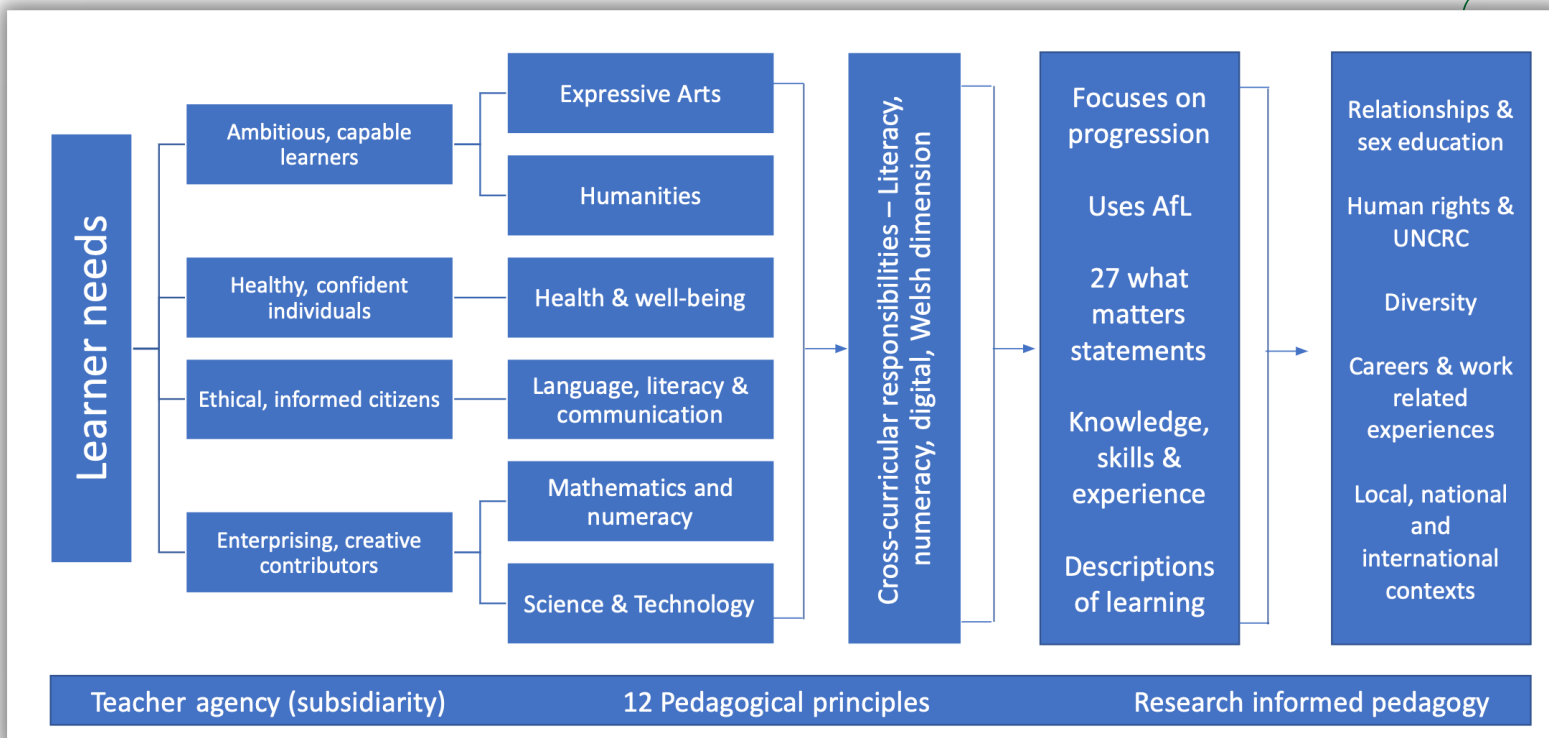 Learner needs
Ambitious, capable
learners
Healthy, confident
individuals
Ethical, informed citizens
Enterprising, creative
contributors
Expressive Arts
Humanities
Health & well-being
Language, literacy &
communication
Mathematics and
numeracy
Science & Technology
Cross-curricular responsibilities – Literacy,
numeracy, digital, Welsh dimension
Focuses on
progression
Uses AfL
27 what
matters
statements
Knowledge,
skills &
experience
Descriptions
of learning
Relationships &
sex education
Human rights &
UNCRC
Diversity
Careers & work
related
experiences
Local, national
and
international
contexts
Teacher agency (subsidiarity) 12 Pedagogical principles Research informed pedagogy